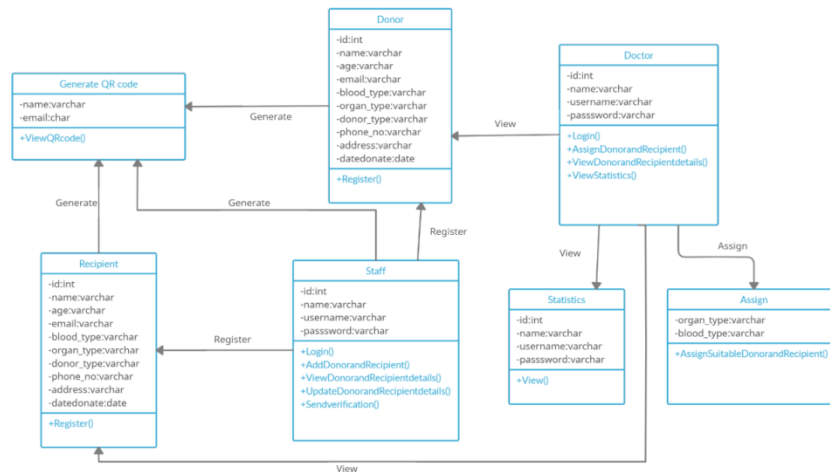 Donor
-id:int
-name:varchar
-age:varchar
-email:varchar
-blood_type:varchar
-organ_type:varchar
-donor_type:varchar
-phone_no:varchar
-address:varchar
-datedonate:date
+Register()
Doctor
-id:int
-name:varchar
-username:varchar
-passsword:varchar
+Login()
+AssignDonorandRecipient()
+ViewDonorandRecipientdetails()
+ViewStatistics()
Generate QR code
-name:varchar
-email:char
+ViewQRcode()
Generate
View
Generate
Generate
Register
View
Assign
Recipient
-id:int
-name:varchar
-age:varchar
-email:varchar
-blood_type:varchar
-organ_type:varchar
-donor_type:varchar
-phone_no:varchar
-address:varchar
-datedonate:date
+Register()
Register
Staff
-id:int
-name:varchar
-username:varchar
-passsword:varchar
+Login()
+AddDonorandRecipient()
+ViewDonorandRecipientdetails()
+UpdateDonorandRecipientdetails()
+Sendverification()
Statistics
-id:int
-name:varchar
-username:varchar
-passsword:varchar
+View()
Assign
-organ_type:varchar
-blood_type:varchar
+AssignSuitableDonorandRecipient()
View